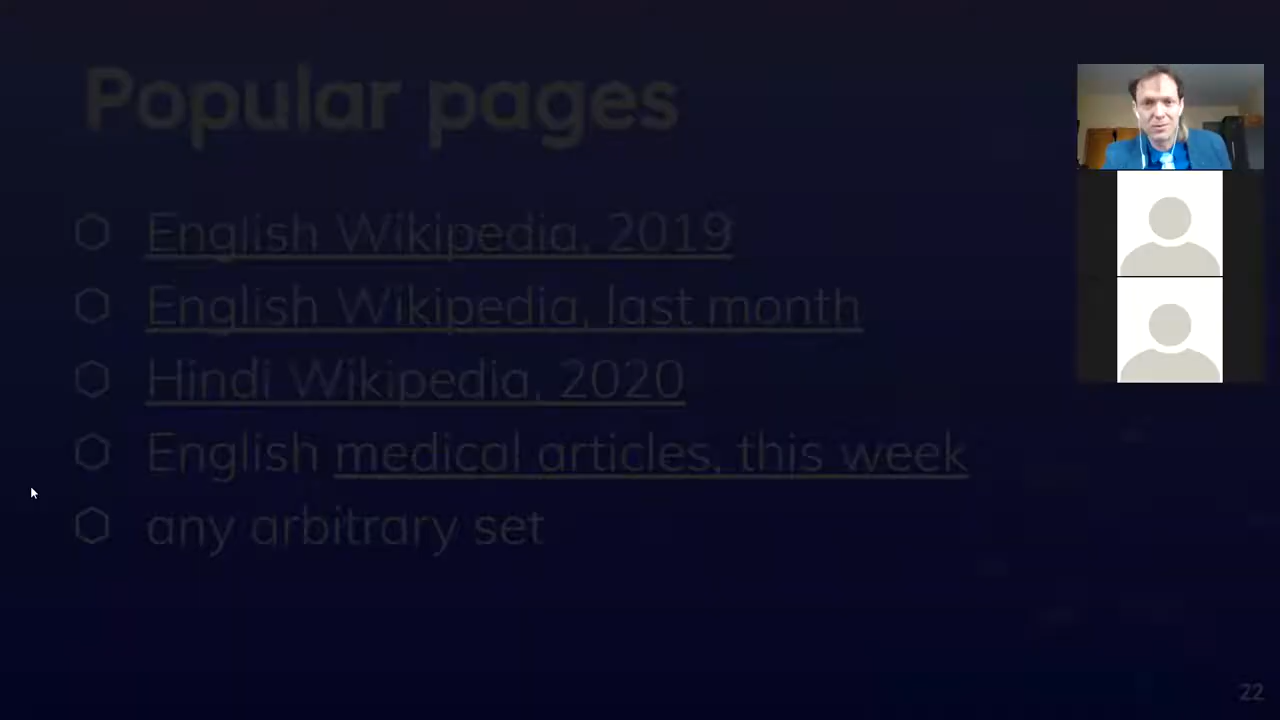 Popular pages
English Wikipedia, 2019
English Wikipedia, last month
Hindi Wikipedia, 2020
English medical articles, this week
any arbitrary set
22